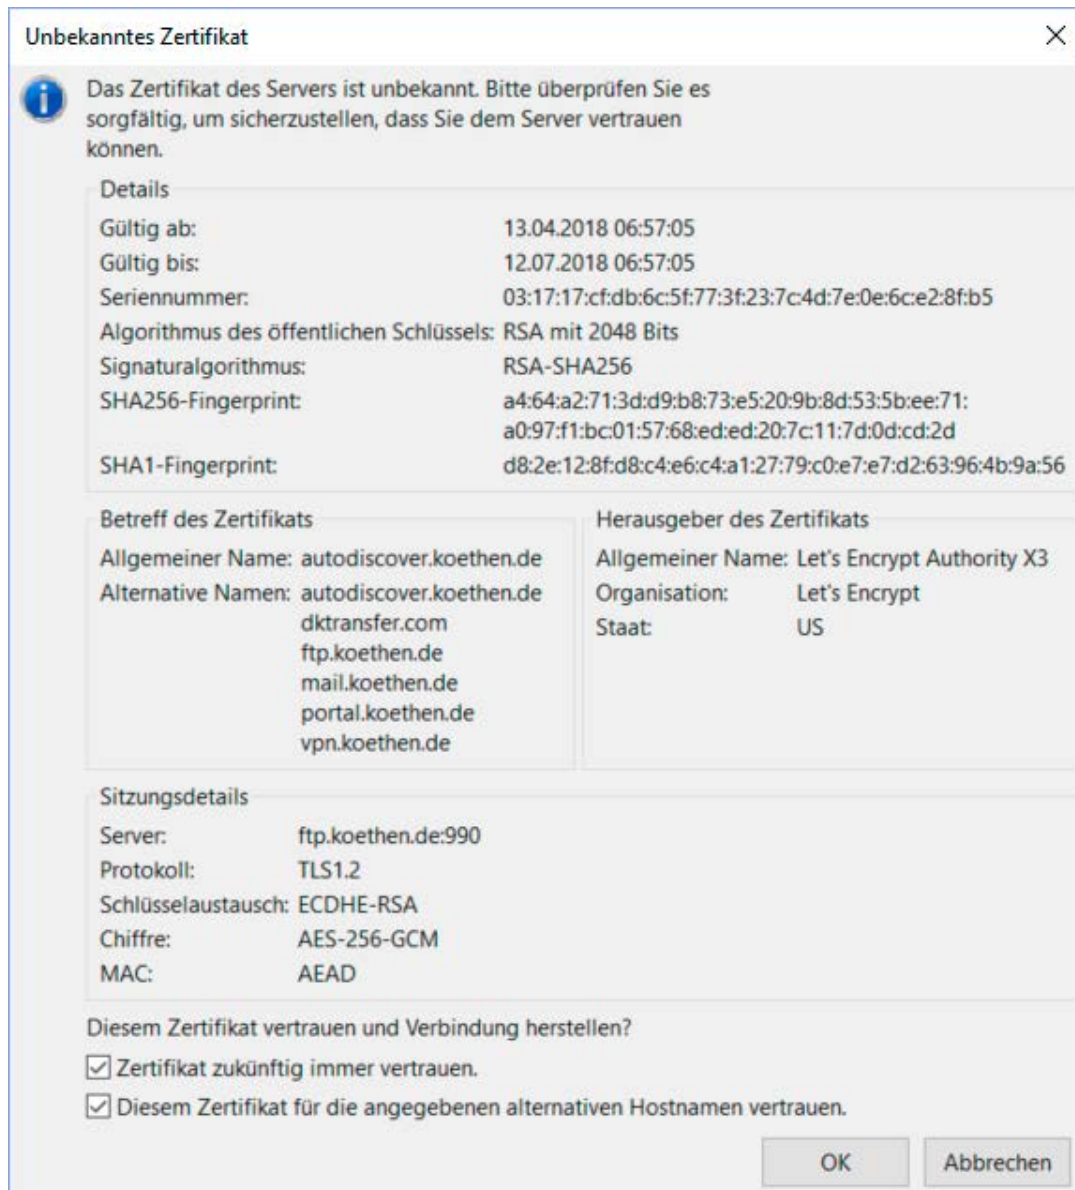 Unbekanntes Zertifikat
Das Zertifikat des Servers ist unbekannt. Bitte überprüfen Sie es
sorgfältig, um sicherzustellen, dass Sie dem Server vertrauen
können.
Details
Gültig ab: 13.04.2018 06:57:05
Gültig bis: 12.07.2018 06:57:05
Seriennummer: 03:17:17:cf:db:6c:5f:77:3f:23:7c:4d:7e:0e:6c:e2:8f:b5
Algorithmus des öffentlichen Schlüssels: RSA mit 2048 Bits
Signaturalgorithmus: RSA-SHA256
SHA256-Fingerprint: a4:64:a2:71:3d:d9:b8:73:e5:20:9b:8d:53:5b:ee:71:
a0:97:f1:bc:01:57:68:ed:ed:20:7c:11:7d:0d:cd:2d
SHA1-Fingerprint: d8:2e:12:8f:d8:c4:e6:c4:a1:27:79:c0:e7:e7:d2:63:96:4b:9a:56
Betreff des Zertifikats
Allgemeiner Name: autodiscover.koethen.de
Alternative Namen: autodiscover.koethen.de
dktransfer.com
ftp.koethen.de
mail.koethen.de
portal.koethen.de
vpn.koethen.de
Herausgeber des Zertifikats
Allgemeiner Name: Let's Encrypt Authority X3
Organisation: Let's Encrypt
Staat: US
Sitzungsdetails
Server: ftp.koethen.de:990
Protokoll: TLS1.2
Schlüsselaustausch: ECDHE-RSA
Chiffre: AES-256-GCM
MAC: AEAD
Diesem Zertifikat vertrauen und Verbindung herstellen?
Zertifikat zukünftig immer vertrauen.
Diesem Zertifikat für die angegebenen alternativen Hostnamen vertrauen.
OK
Abbrechen